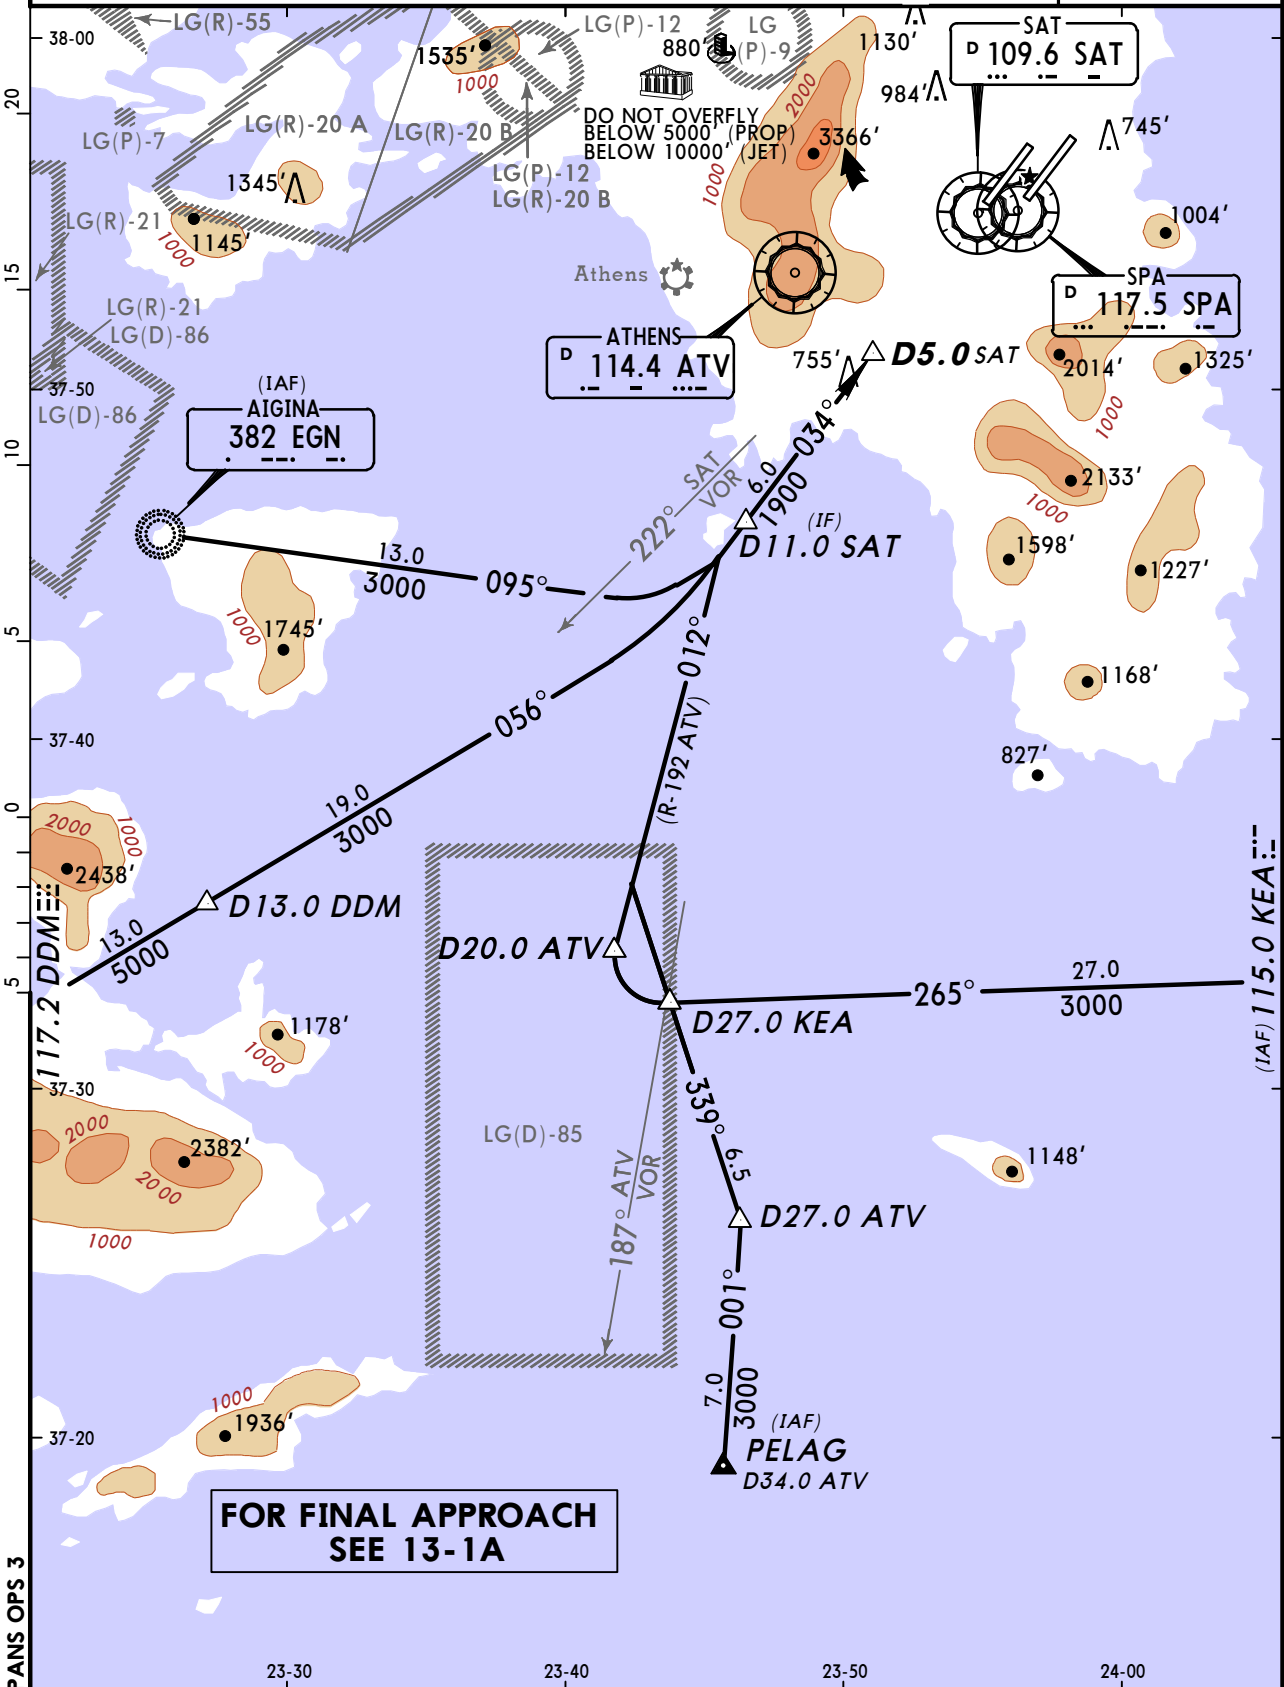 LG(R)-55
38-00
1535′
1000
LG(P)-12
880′
LG
(P)-9
1130′
2000
984′
SAT
D 109.6 SAT
20
LG(P)-7
LG(R)-20 A
LG(R)-20 B
DO NOT OVERFLY
BELOW 5000′ (PROP)
BELOW 10000′ (JET)
3366′
745′
1345′
LG(P)-12
LG(R)-20 B
1000
LG(R)-21
1145′
1000
1004′
15
Athens
SPA
D 117.5 SPA
LG(R)-21
LG(D)-86
ATHENS
D 114.4 ATV
755′
D5.0 SAT
2014′
1325′
37-50
LG(D)-86
(IAF)
AIGINA
382 EGN
1000
034°
10
SAT
VOR
222°
6.0
1900
2133′
1000
(IF)
D11.0 SAT
1598′
1227′
13.0
3000
095°
5
1000
1745′
012°
1168′
056°
37-40
(R-192 ATV)
827′
19.0
3000
0
2000
1000
2438′
D13.0 DDM
117.2 DDM
13.0
5000
D20.0 ATV
(IAF) 115.0 KEA
5
265°
27.0
3000
D27.0 KEA
1178′
1000
37-30
339°
2000
2382′
2000
LG(D)-85
6.5
1148′
187° ATV
VOR
D27.0 ATV
1000
001°
7.0
3000
1000
1936′
37-20
(IAF)
PELAG
D34.0 ATV
FOR FINAL APPROACH
SEE 13-1A
PANS OPS 3
23-30
23-40
23-50
24-00